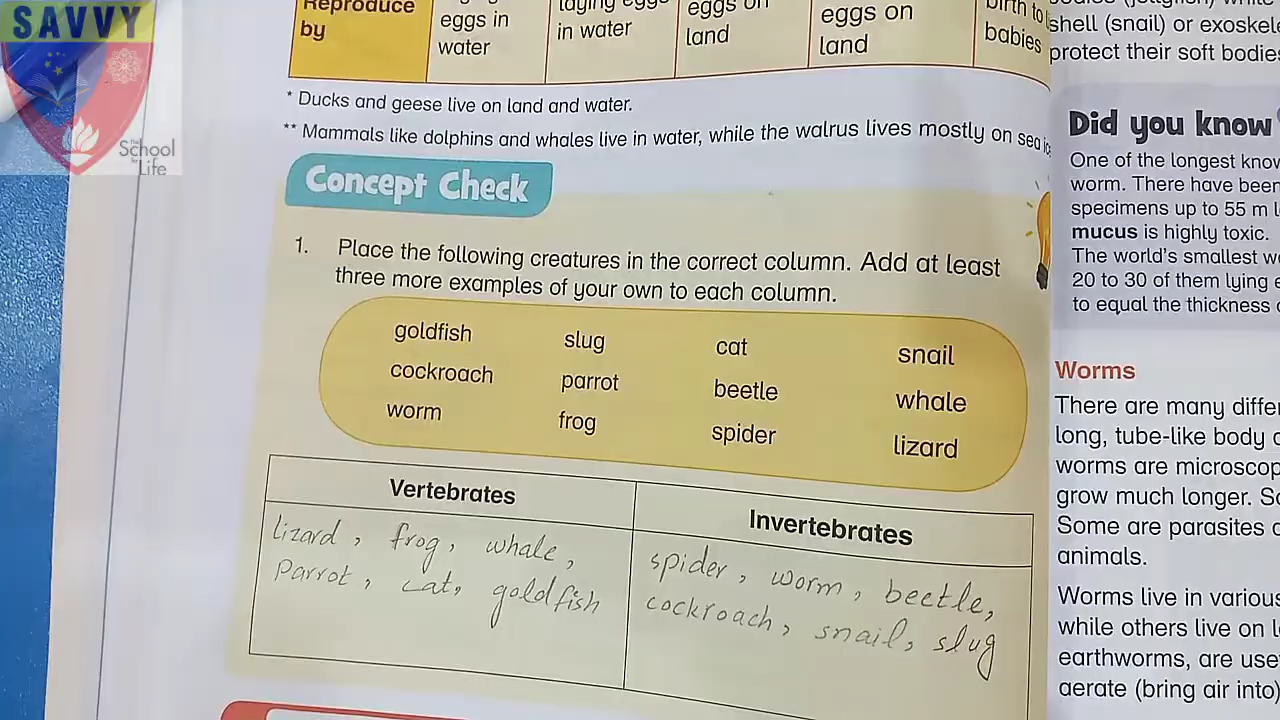 SAVVY
The School for Life
Reproduce by
eggs in water
laying eggs in water
eggs on land
eggs on land
birth to babies
* Ducks and geese live on land and water.
** Mammals like dolphins and whales live in water, while the walrus lives mostly on sea
Concept Check
1. Place the following creatures in the correct column. Add at least
three more examples of your own to each column.
goldfish slug cat snail
cockroach parrot beetle whale
worm frog spider lizard
Vertebrates Invertebrates
lizard, frog, whale,
parrot, cat, goldfish
spider, worm, beetle,
cockroach, snail, slug
shell (snail) or
protect their soft bodies
Did you know
One of the longest
worm. There have been
specimens up to 55 m
mucus is highly toxic.
The world's smallest
20 to 30 of them lying
to equal the thickness
Worms
There are many
long, tube-like body
worms are
grow much longer.
Some are parasites
animals.
Worms live in various
while others live on
earthworms, are
aerate (bring air into)